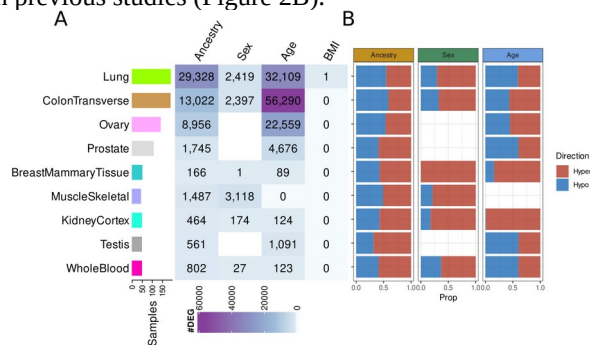 previous studies (Figure 2B).
A
B
Ancestry Sex Age BMI
Ancestry Sex Age
Lung 29,328 2,419 32,109 1
ColonTransverse 13,022 2,397 56,290 0
Ovary 8,956 22,559 0
Prostate 1,745 4,676 0
BreastMammaryTissue 166 1 89 0
MuscleSkeletal 1,487 3,118 0 0
KidneyCortex 464 174 124 0
Testis 561 1,091 0
WholeBlood 802 27 123 0
Direction
Hyper
Hypo
0 50 100 150
Samples
#DEG
60000 40000 20000 0
0.0 0.5 1.0 0.0 0.5 1.0 0.0 0.5 1.0
Prop